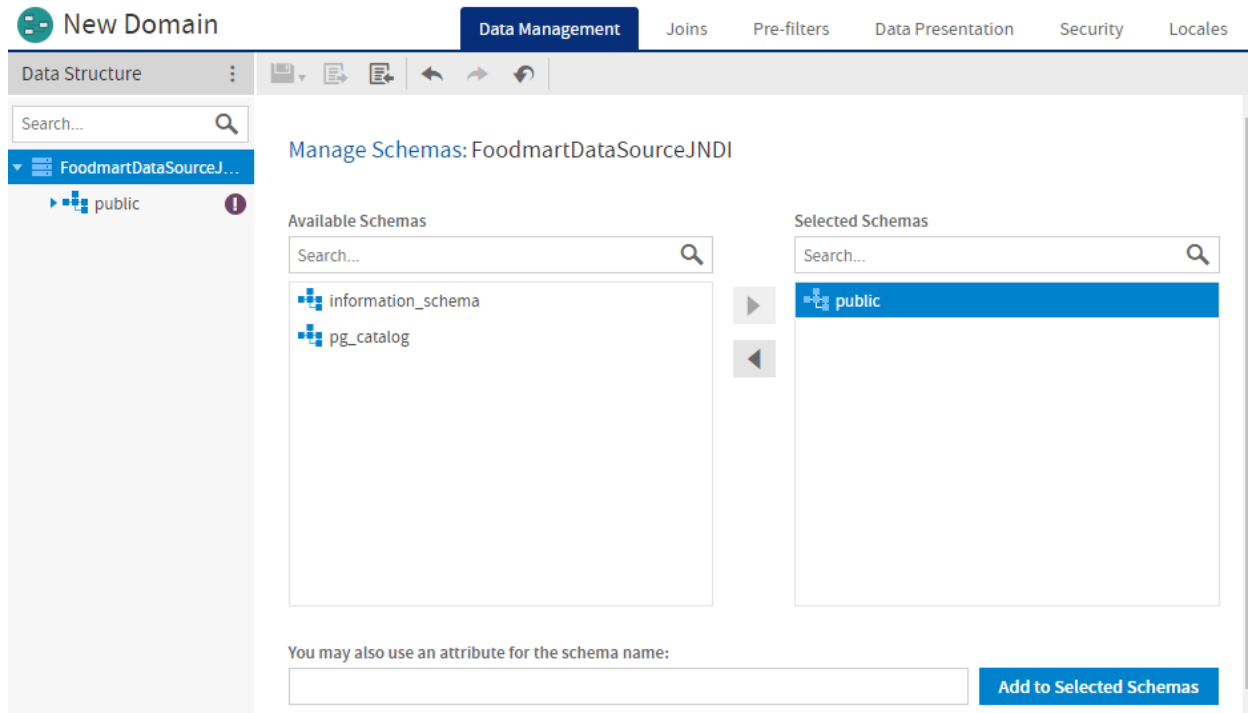 New Domain
Data Management Joins Pre-filters Data Presentation Security Locales
Data Structure
Search...
FoodmartDataSourceJ...
public
Manage Schemas: FoodmartDataSourceJNDI
Available Schemas
Search...
information_schema
pg_catalog
Selected Schemas
Search...
public
You may also use an attribute for the schema name:
Add to Selected Schemas